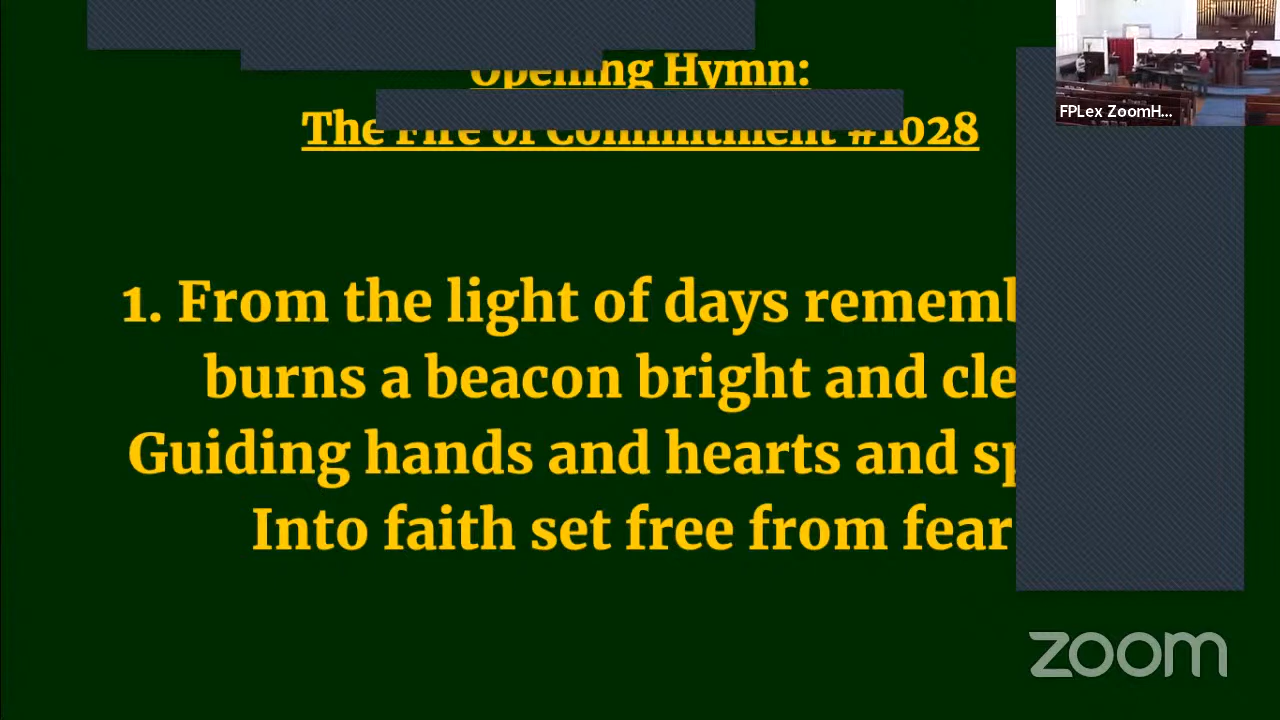 Opening Hymn:
The Fire of Commitment #1028
1. From the light of days rememb
burns a beacon bright and cle
Guiding hands and hearts and sp
Into faith set free from fear
FPLex ZoomH...
zoom